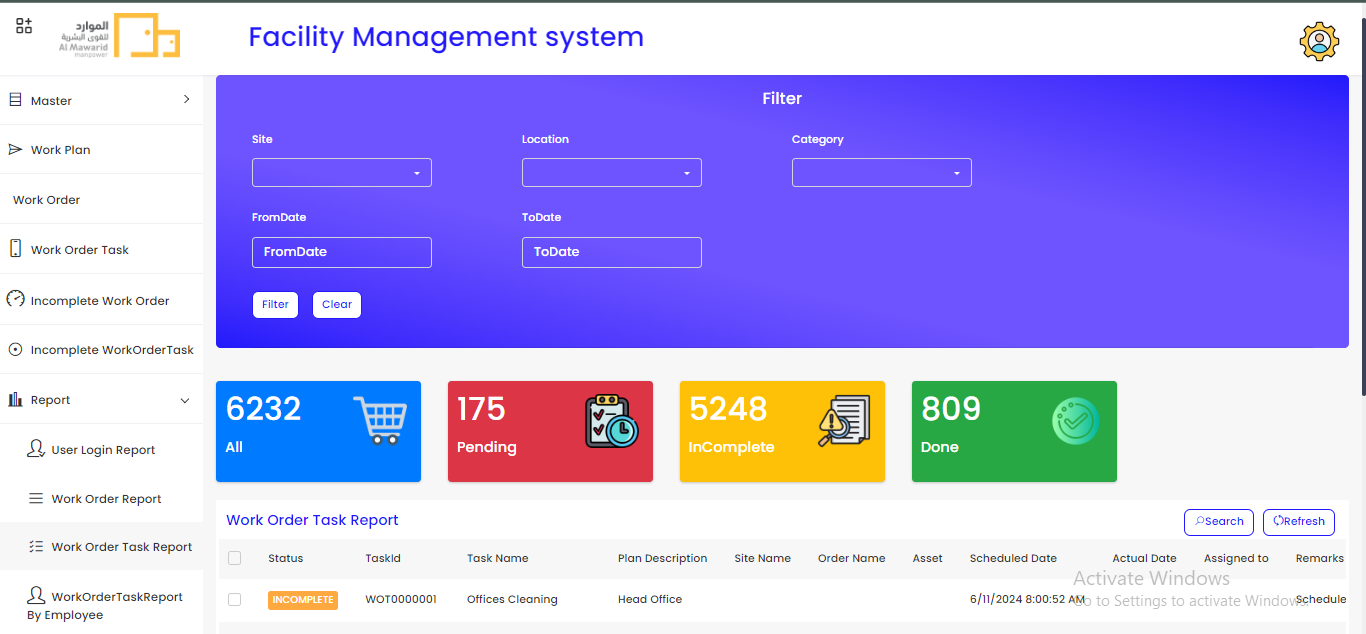 الموارد
للقوى البشرية
Al Mawarid
manpower
Facility Management system
Master
Work Plan
Work Order
Work Order Task
Incomplete Work Order
Incomplete WorkOrderTask
Report
User Login Report
Work Order Report
Work Order Task Report
WorkOrderTaskReport
By Employee
Filter
Site Location Category
FromDate ToDate
FromDate ToDate
Filter Clear
6232 175 5248 809
All Pending InComplete Done
Work Order Task Report Search Refresh
Status TaskId Task Name Plan Description Site Name Order Name Asset Scheduled Date Actual Date Assigned to Remarks
INCOMPLETE WOT0000001 Offices Cleaning Head Office 6/11/2024 8:00:52 AM Schedule
Activate Windows
Go to Settings to activate Windows.